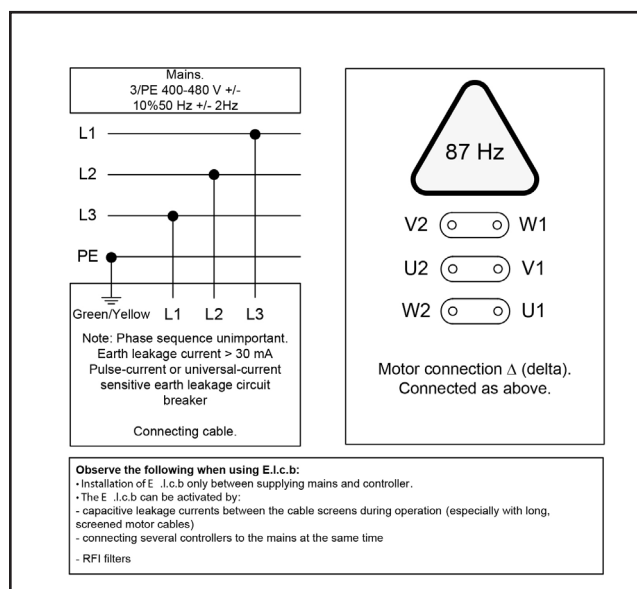 Mains.
3/PE 400-480 V +/-
10%50 Hz +/- 2Hz
L1
L2
L3
PE
Green/Yellow L1 L2 L3
Note: Phase sequence unimportant.
Earth leakage current > 30 mA
Pulse-current or universal-current
sensitive earth leakage circuit
breaker
Connecting cable.
87 Hz
V2 W1
U2 V1
W2 U1
Motor connection Δ (delta).
Connected as above.
Observe the following when using E.l.c.b:
• Installation of E .l.c.b only between supplying mains and controller.
• The E .l.c.b can be activated by:
- capacitive leakage currents between the cable screens during operation (especially with long,
screened motor cables)
- connecting several controllers to the mains at the same time
- RFI filters